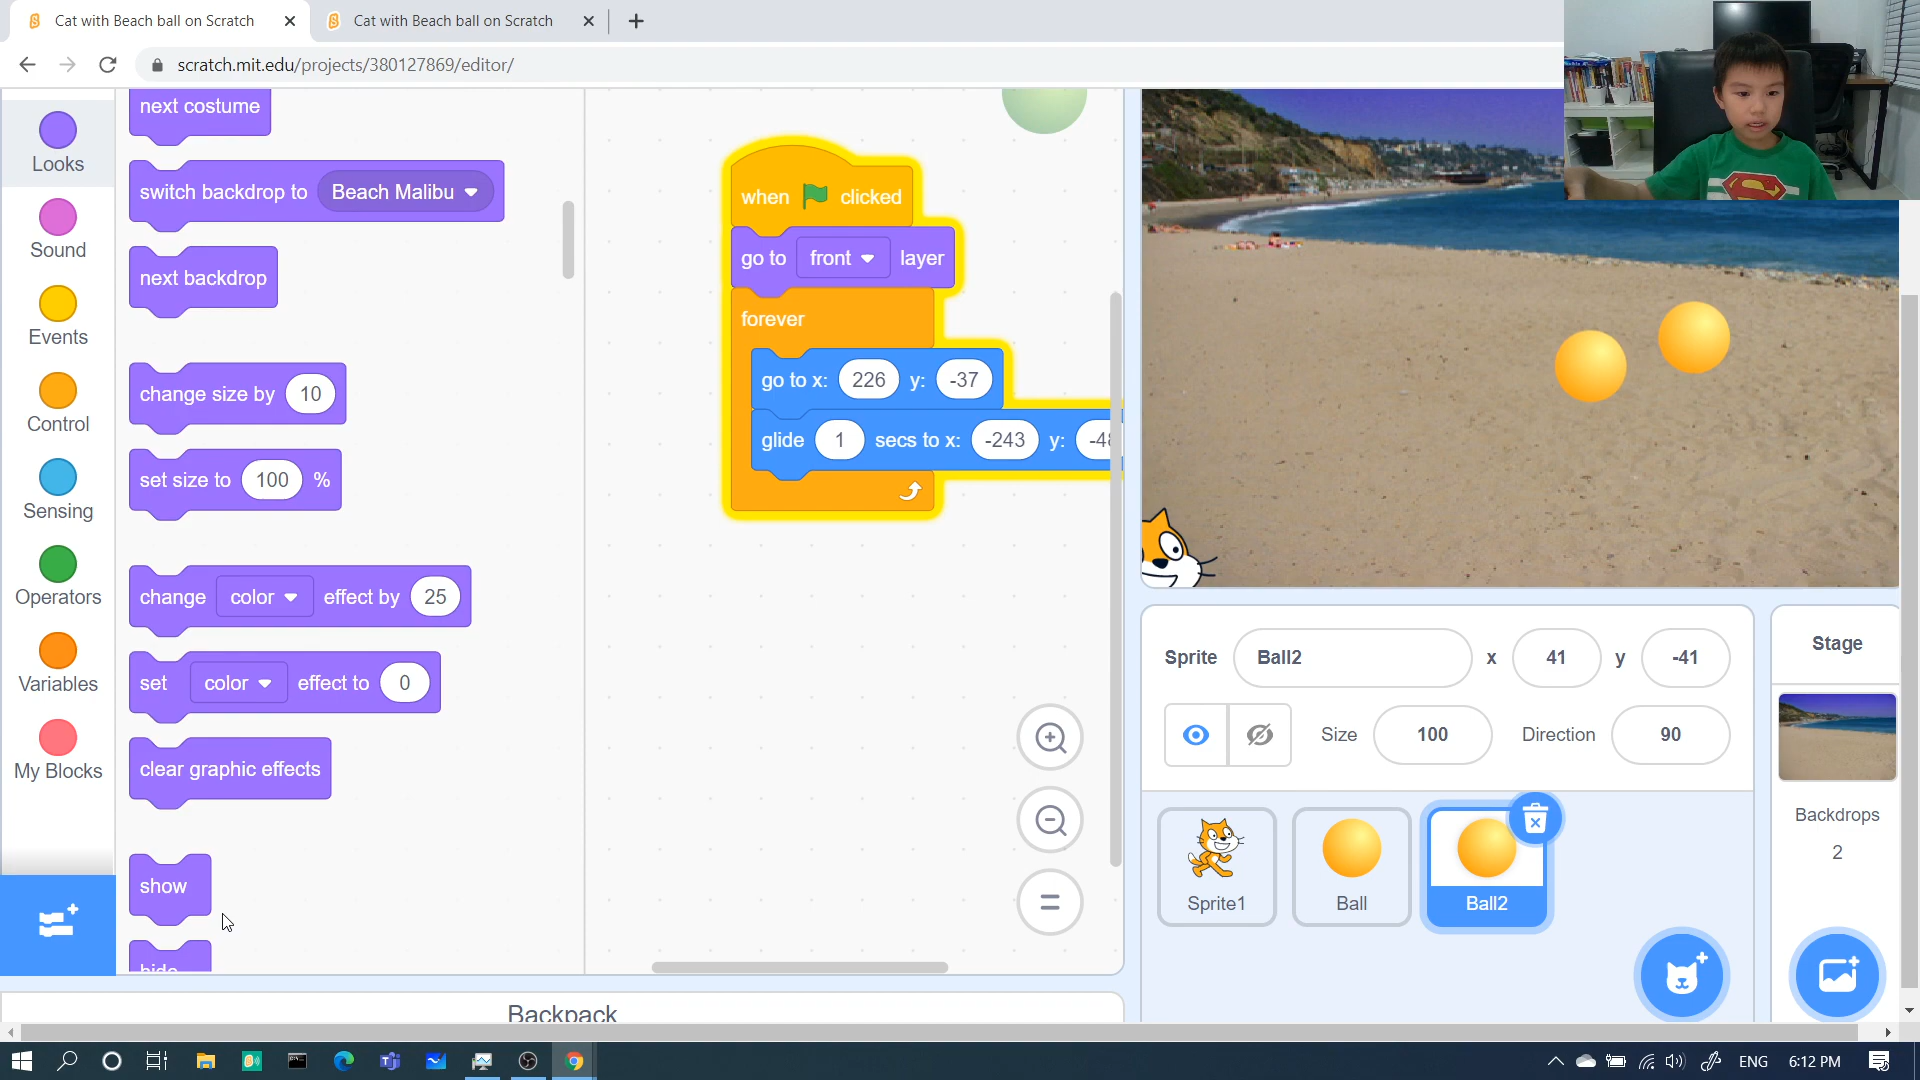 Cat with Beach ball on Scratch
Cat with Beach ball on Scratch
scratch.mit.edu/projects/380127869/editor/
Looks
Sound
Events
Control
Sensing
Operators
Variables
My Blocks
next costume
switch backdrop to Beach Malibu
next backdrop
change size by 10
set size to 100 %
change color effect by 25
set color effect to 0
clear graphic effects
show
hide
when clicked
go to front layer
forever
go to x: 226 y: -37
glide 1 secs to x: -243 y: -48
Backpack
Sprite Ball2 x 41 y -41
Size 100 Direction 90
Sprite1
Ball
Ball2
Stage
Backdrops
2
ENG 6:12 PM